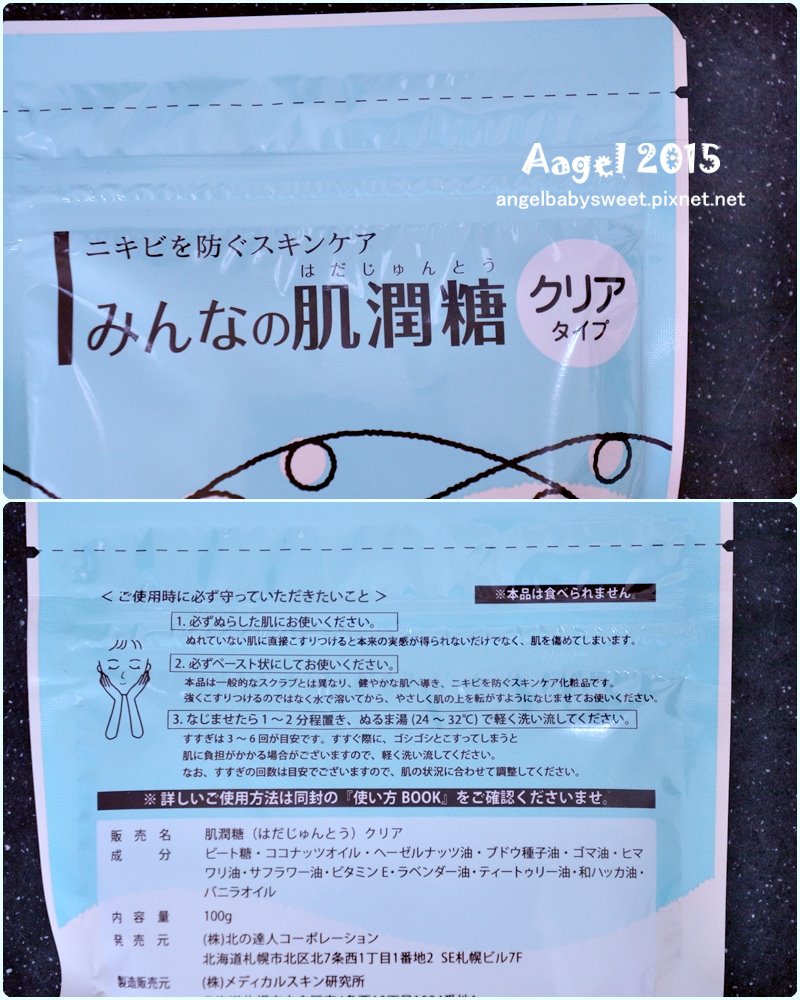 Aagel 2015
angelbabysweet.pixnet.net
ニキビを防ぐスキンケア
はだじゅんとう
みんなの肌潤糖
クリア
タイプ
＜ご使用時に必ず守っていただきたいこと＞
※本品は食べられません。
1. 必ずぬらした肌にお使いください。
ぬれていない肌に直接こすりつけると本来の実感が得られないだけでなく、肌を傷めてしまいます。
2. 必ずペースト状にしてお使いください。
本品は一般的なスクラブとは異なり、健やかな肌へ導き、ニキビを防ぐスキンケア化粧品です。
強くこすりつけるのではなく水で溶いてから、やさしく肌の上を転がすようになじませてお使いください。
3. なじませたら1～2分程置き、ぬるま湯(24～32℃)で軽く洗い流してください。
すすぎは3～6回が目安です。すすぐ際に、ゴシゴシとこすってしまうと
肌に負担がかかる場合がございますので、軽く洗い流してください。
なお、すすぎの回数は目安でございますので、肌の状況に合わせて調整してください。
※詳しいご使用方法は同封の『使い方BOOK』をご確認くださいませ。
販売名 肌潤糖（はだじゅんとう）クリア
成分 ビート糖・ココナッツオイル・ヘーゼルナッツ油・ブドウ種子油・ゴマ油・ヒマ
ワリ油・サフラワー油・ビタミンE・ラベンダー油・ティートゥリー油・和ハッカ油・
バニラオイル
内容量 100g
発売元 (株)北の達人コーポレーション
北海道札幌市北区北7条西1丁目1番地2 SE札幌ビル7F
製造販売元 (株)メディカルスキン研究所